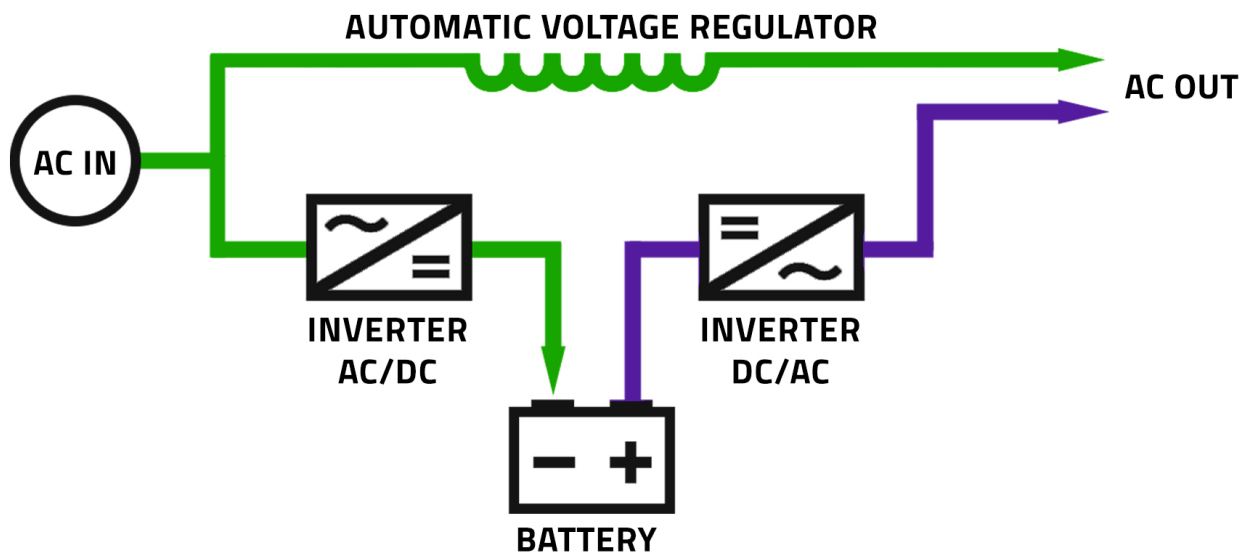 AUTOMATIC VOLTAGE REGULATOR
AC OUT
AC IN
INVERTER
AC/DC
INVERTER
DC/AC
BATTERY